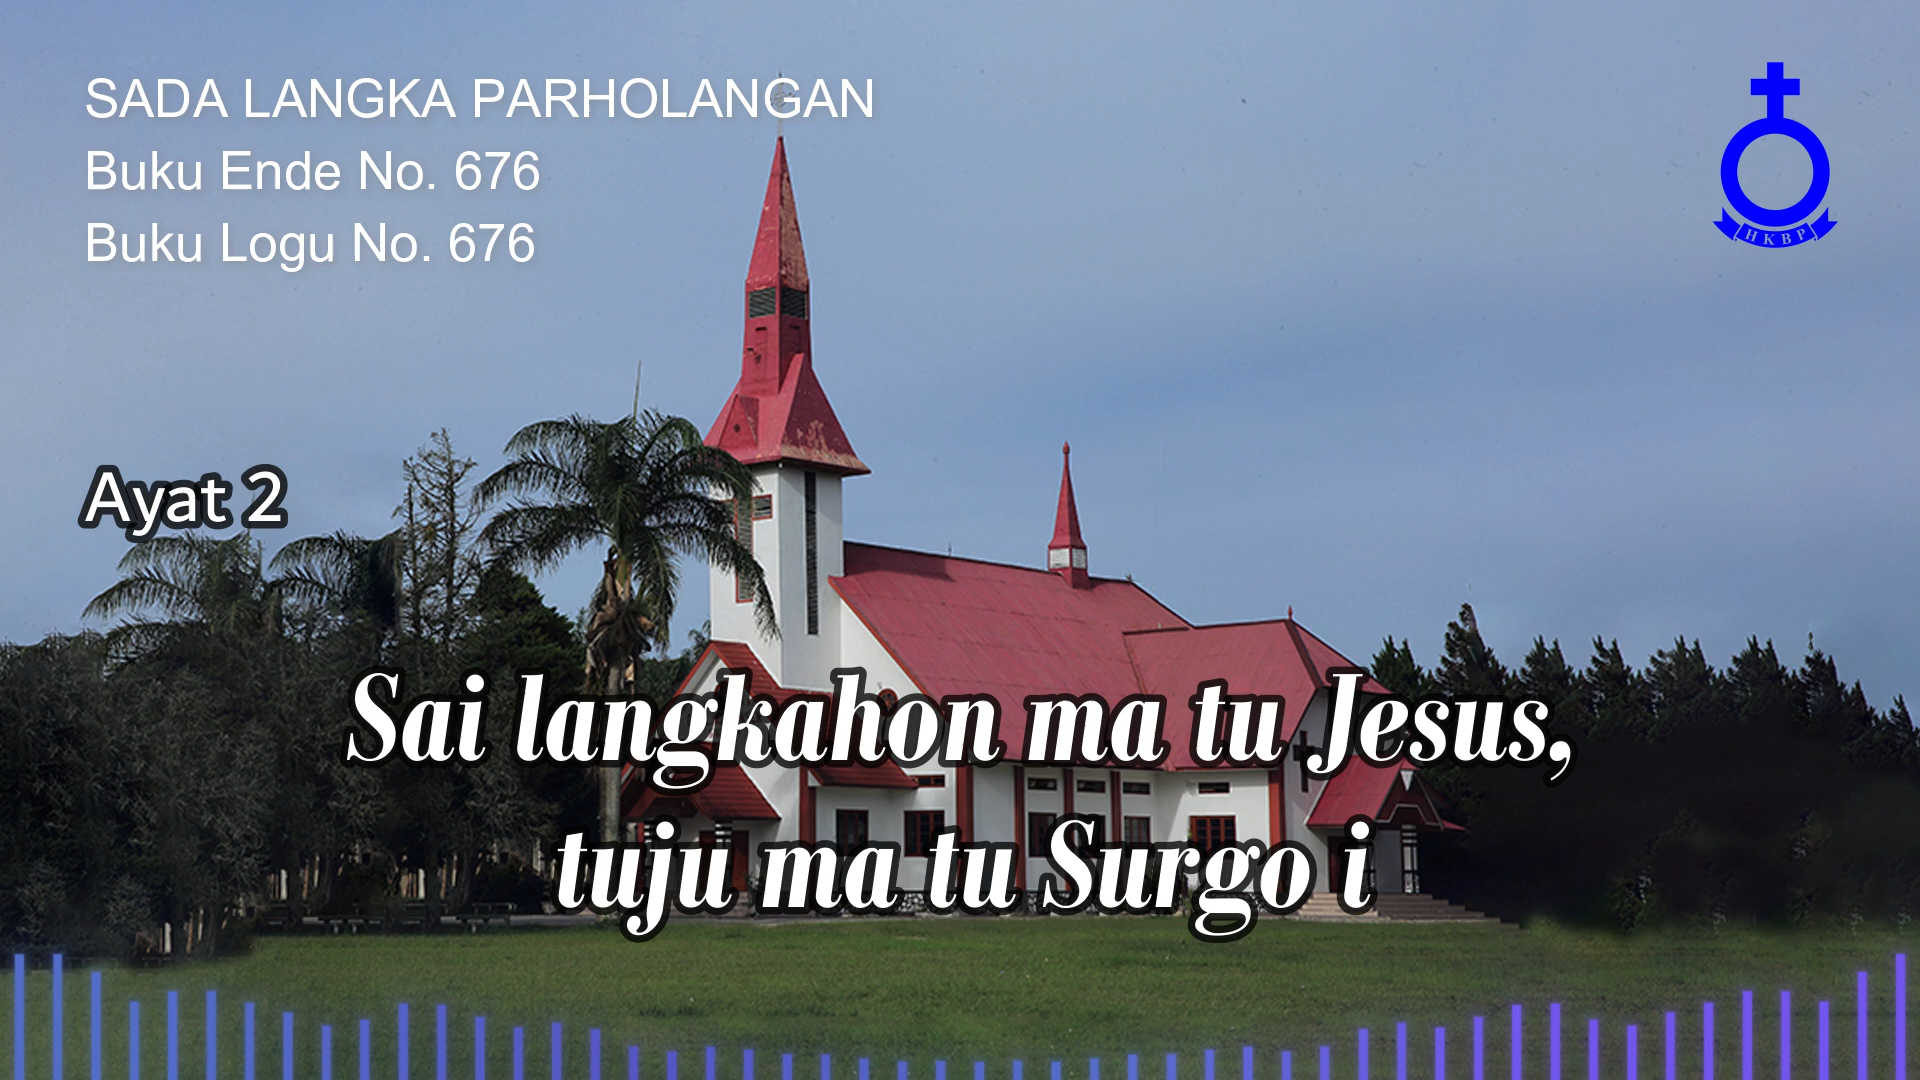 SADA LANGKA PARHOLANGAN
Buku Ende No. 676
Buku Logu No. 676
HKBP
Ayat 2
Sai langkahon ma tu Jesus,
tuju ma tu Surgo i